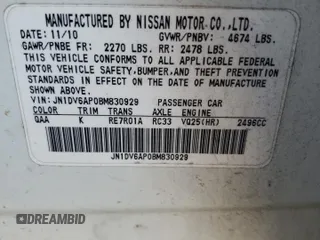 MANUFACTURED BY NISSAN MOTOR CO.,LTD.
DATE: 11/10 GVWR/PNBV: 4674 LBS.
GAWR/PNBE FR: 2270 LBS. RR: 2478 LBS.
THIS VEHICLE CONFORMS TO ALL APPLICABLE FEDERAL
MOTOR VEHICLE SAFETY, BUMPER, AND THEFT PREVENTION
STANDARDS IN EFFECT ON THE DATE OF MANUFACTURE
SHOWN ABOVE.
VIN: JN1DV6AP0BM830929 PASSENGER CAR
COLOR TRIM TRANS AXLE ENGINE
QAA K RE7R01A RC33 VQ25(HR) 2496CC
JN1DV6AP0BM830929
DREAMBID